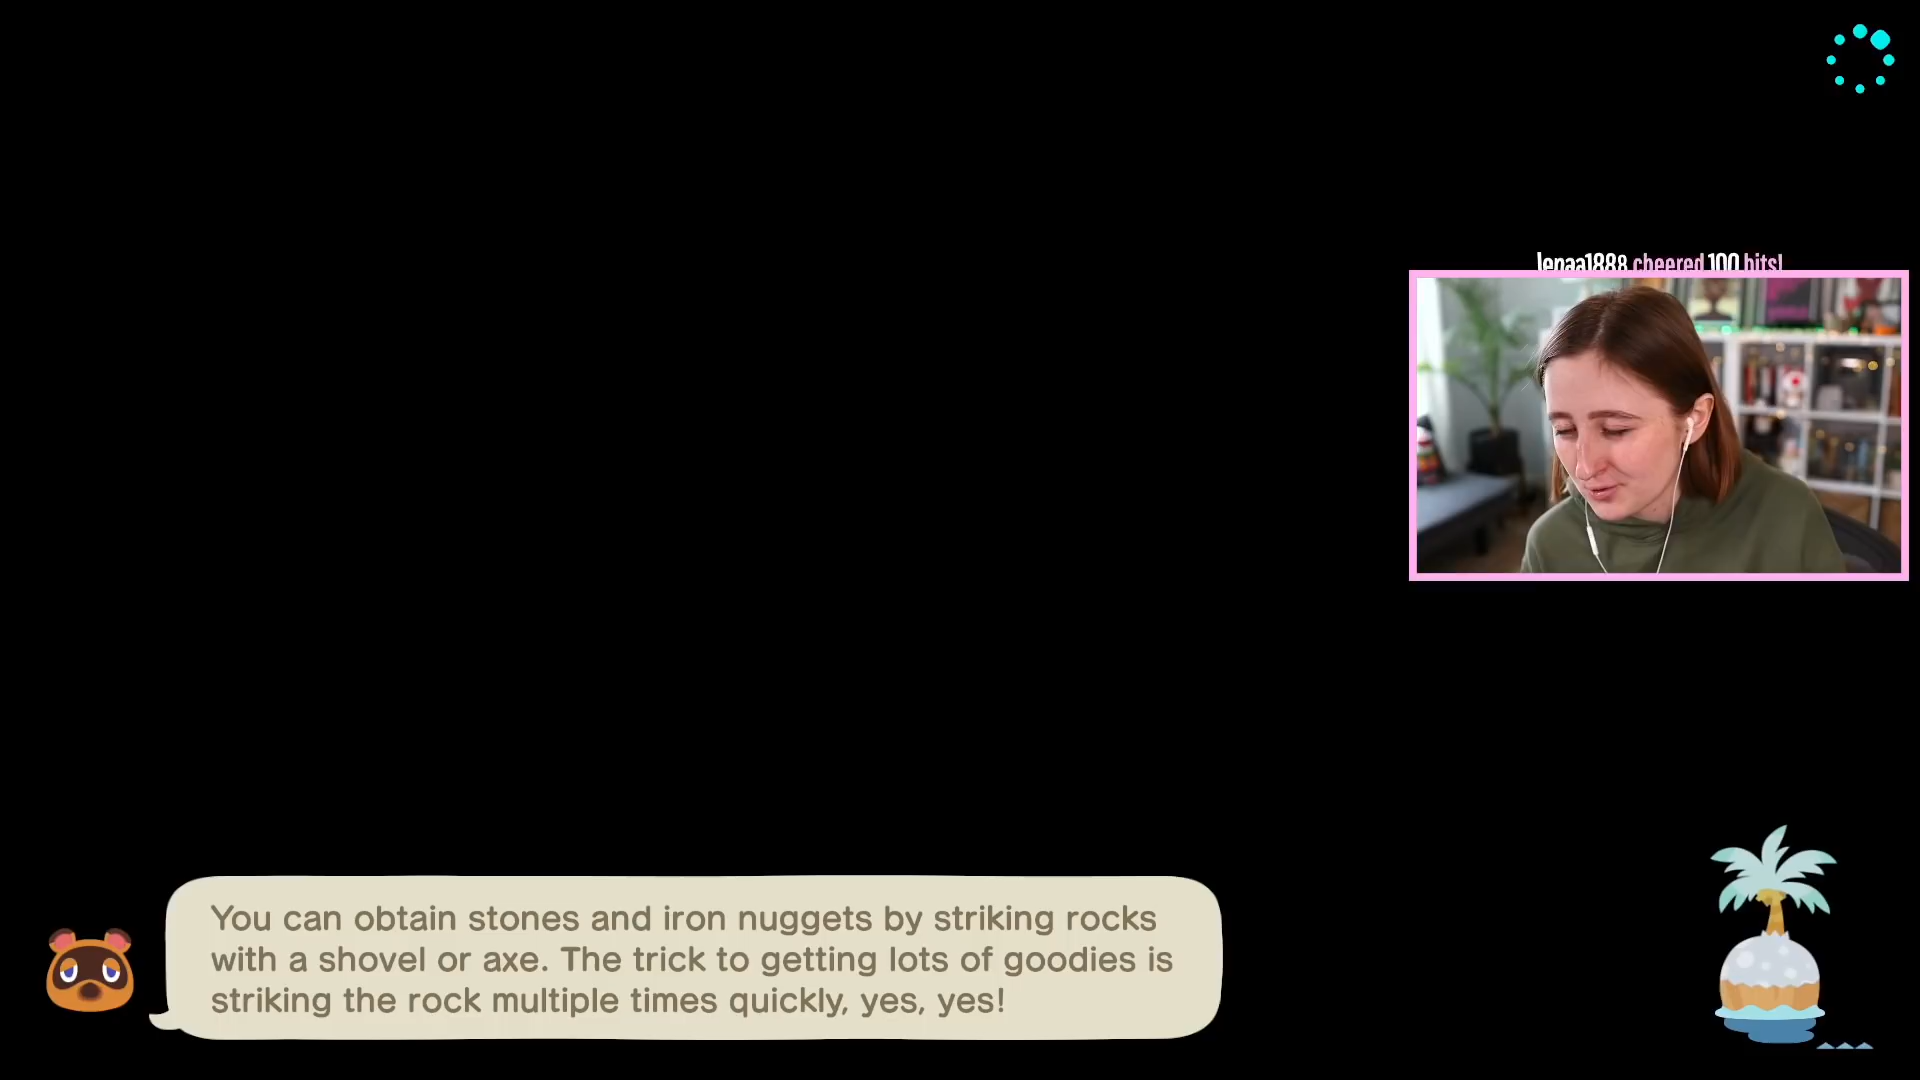 lenaa1888 cheered 100 bits!
You can obtain stones and iron nuggets by striking rocks
with a shovel or axe. The trick to getting lots of goodies is
striking the rock multiple times quickly, yes, yes!